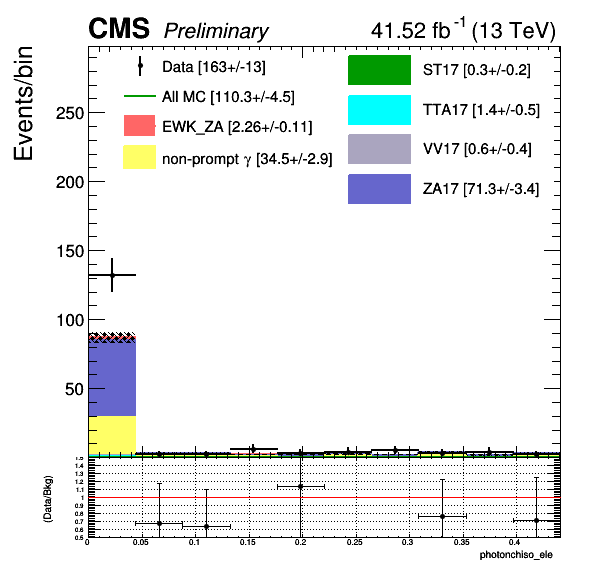 CMS Preliminary 41.52 fb⁻¹ (13 TeV)
Events/bin
Data [163+/-13]
All MC [110.3+/-4.5]
EWK_ZA [2.26+/-0.11]
non-prompt γ [34.5+/-2.9]
ST17 [0.3+/-0.2]
TTA17 [1.4+/-0.5]
VV17 [0.6+/-0.4]
ZA17 [71.3+/-3.4]
250
200
150
100
50
(Data/Bkg)
1.5
1.4
1.3
1.2
1.1
1
0.9
0.8
0.7
0.6
0.5
0 0.05 0.1 0.15 0.2 0.25 0.3 0.35 0.4
photonchiso_ele